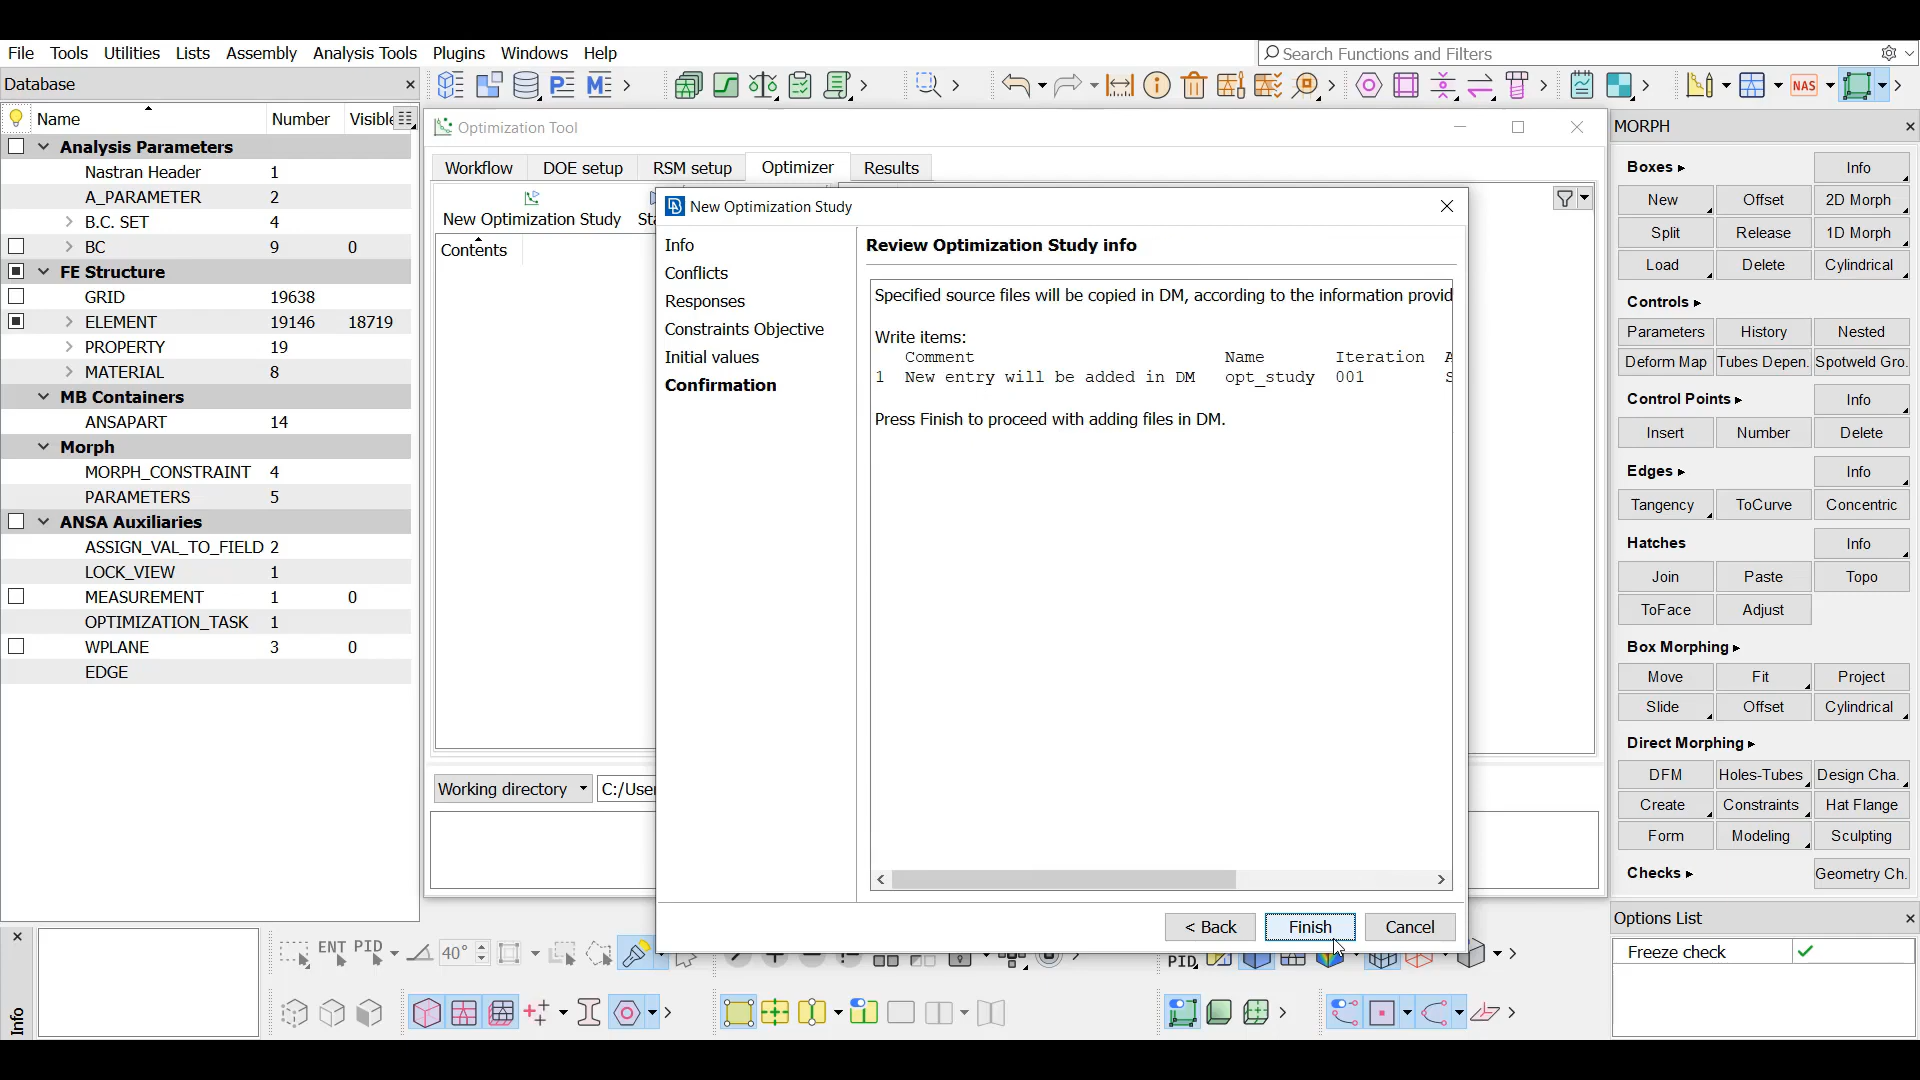 File Tools Utilities Lists Assembly Analysis Tools Plugins Windows Help
Search Functions and Filters
Database
Name Number Visible
Analysis Parameters
Nastran Header 1
A_PARAMETER 2
B.C. SET 4
BC 9 0
FE Structure
GRID 19638
ELEMENT 19146 18719
PROPERTY 19
MATERIAL 8
MB Containers
ANSAPART 14
Morph
MORPH_CONSTRAINT 4
PARAMETERS 5
ANSA Auxiliaries
ASSIGN_VAL_TO_FIELD 2
LOCK_VIEW 1
MEASUREMENT 1 0
OPTIMIZATION_TASK 1
WPLANE 3 0
EDGE
NAS
Optimization Tool
Workflow DOE setup RSM setup Optimizer Results
New Optimization Study
Contents
Working directory C:/User
New Optimization Study
Info
Conflicts
Responses
Constraints Objective
Initial values
Confirmation
Review Optimization Study info
Specified source files will be copied in DM, according to the information provid
Write items:
Comment Name Iteration
1 New entry will be added in DM opt_study 001
Press Finish to proceed with adding files in DM.
< Back Finish Cancel
MORPH
Boxes Info
New Offset 2D Morph
Split Release 1D Morph
Load Delete Cylindrical
Controls
Parameters History Nested
Deform Map Tubes Depen. Spotweld Gro.
Control Points Info
Insert Number Delete
Edges Info
Tangency ToCurve Concentric
Hatches Info
Join Paste Topo
ToFace Adjust
Box Morphing
Move Fit Project
Slide Offset Cylindrical
Direct Morphing
DFM Holes-Tubes Design Cha.
Create Constraints Hat Flange
Form Modeling Sculpting
Checks Geometry Ch.
Options List
Freeze check
Info
ENT PID 40°
PID